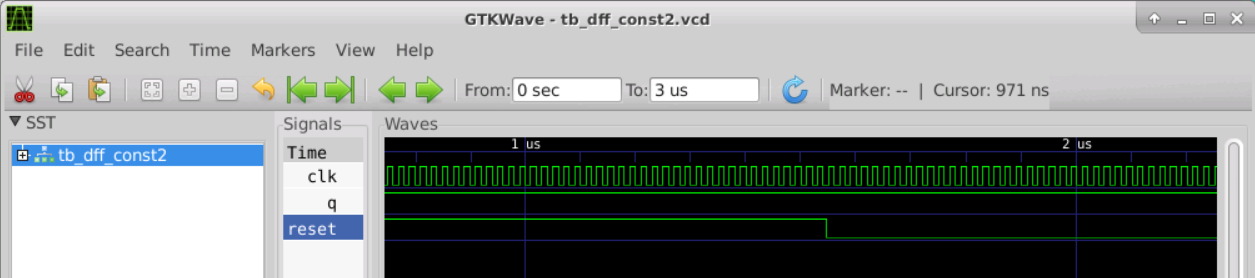 GTKWave - tb_dff_const2.vcd
File Edit Search Time Markers View Help
From: 0 sec To: 3 us Marker: -- | Cursor: 971 ns
SST
tb_dff_const2
Signals
Time
clk
q
reset
Waves
1 us 2 us